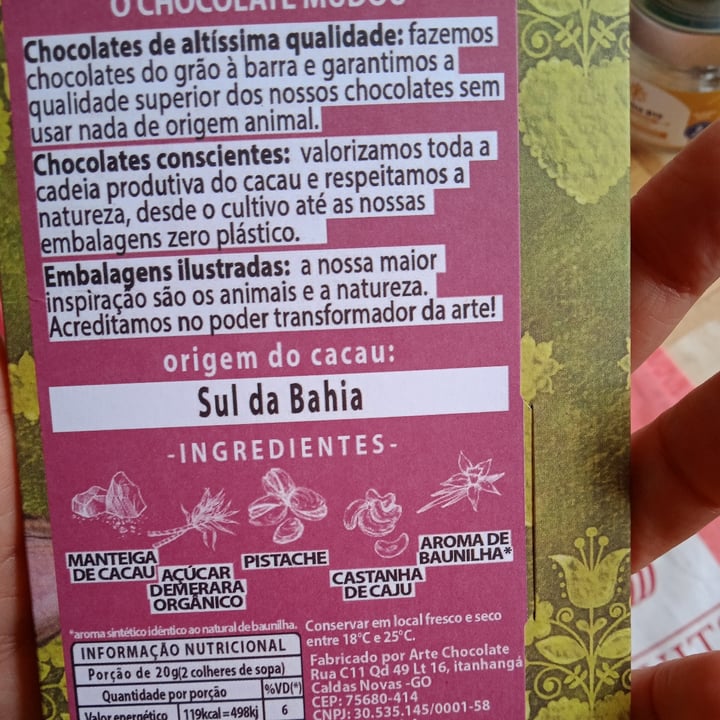 O CHOCOLATE MUDOU
Chocolates de altíssima qualidade: fazemos
chocolates do grão à barra e garantimos a
qualidade superior dos nossos chocolates sem
usar nada de origem animal.
Chocolates conscientes: valorizamos toda a
cadeia produtiva do cacau e respeitamos a
natureza, desde o cultivo até as nossas
embalagens zero plástico.
Embalagens ilustradas: a nossa maior
inspiração são os animais e a natureza.
Acreditamos no poder transformador da arte!
origem do cacau:
Sul da Bahia
-INGREDIENTES-
MANTEIGA
DE CACAU
AÇÚCAR
DEMERARA
ORGÂNICO
PISTACHE
CASTANHA
DE CAJU
AROMA DE
BAUNILHA*
*aroma sintético idêntico ao natural de baunilha.
INFORMAÇÃO NUTRICIONAL
Porção de 20g(2 colheres de sopa)
Quantidade por porção
%VD(*)
Valor energético 119kcal=498kj 6
Conservar em local fresco e seco
entre 18°C e 25°C.
Fabricado por Arte Chocolate
Rua C11 Qd 49 Lt 16, itanhangá
Caldas Novas -GO
CEP: 75680-414
CNPJ: 30.535.145/0001-58